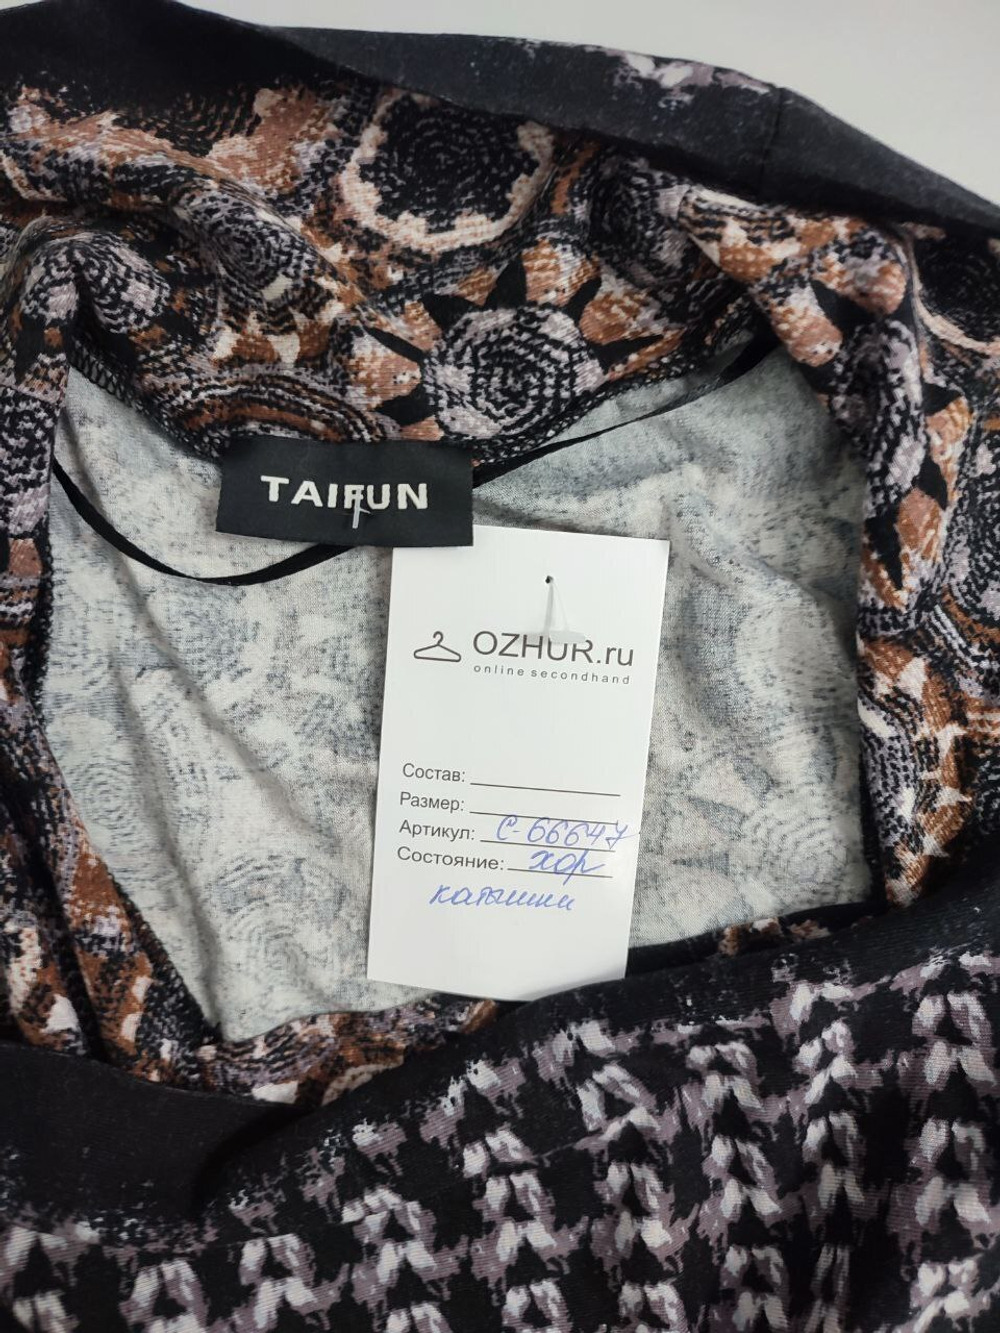 TAIFUN
OZHUR.ru
online secondhand
Состав:
Размер:
Артикул: С-66647
Состояние: хор
катышки